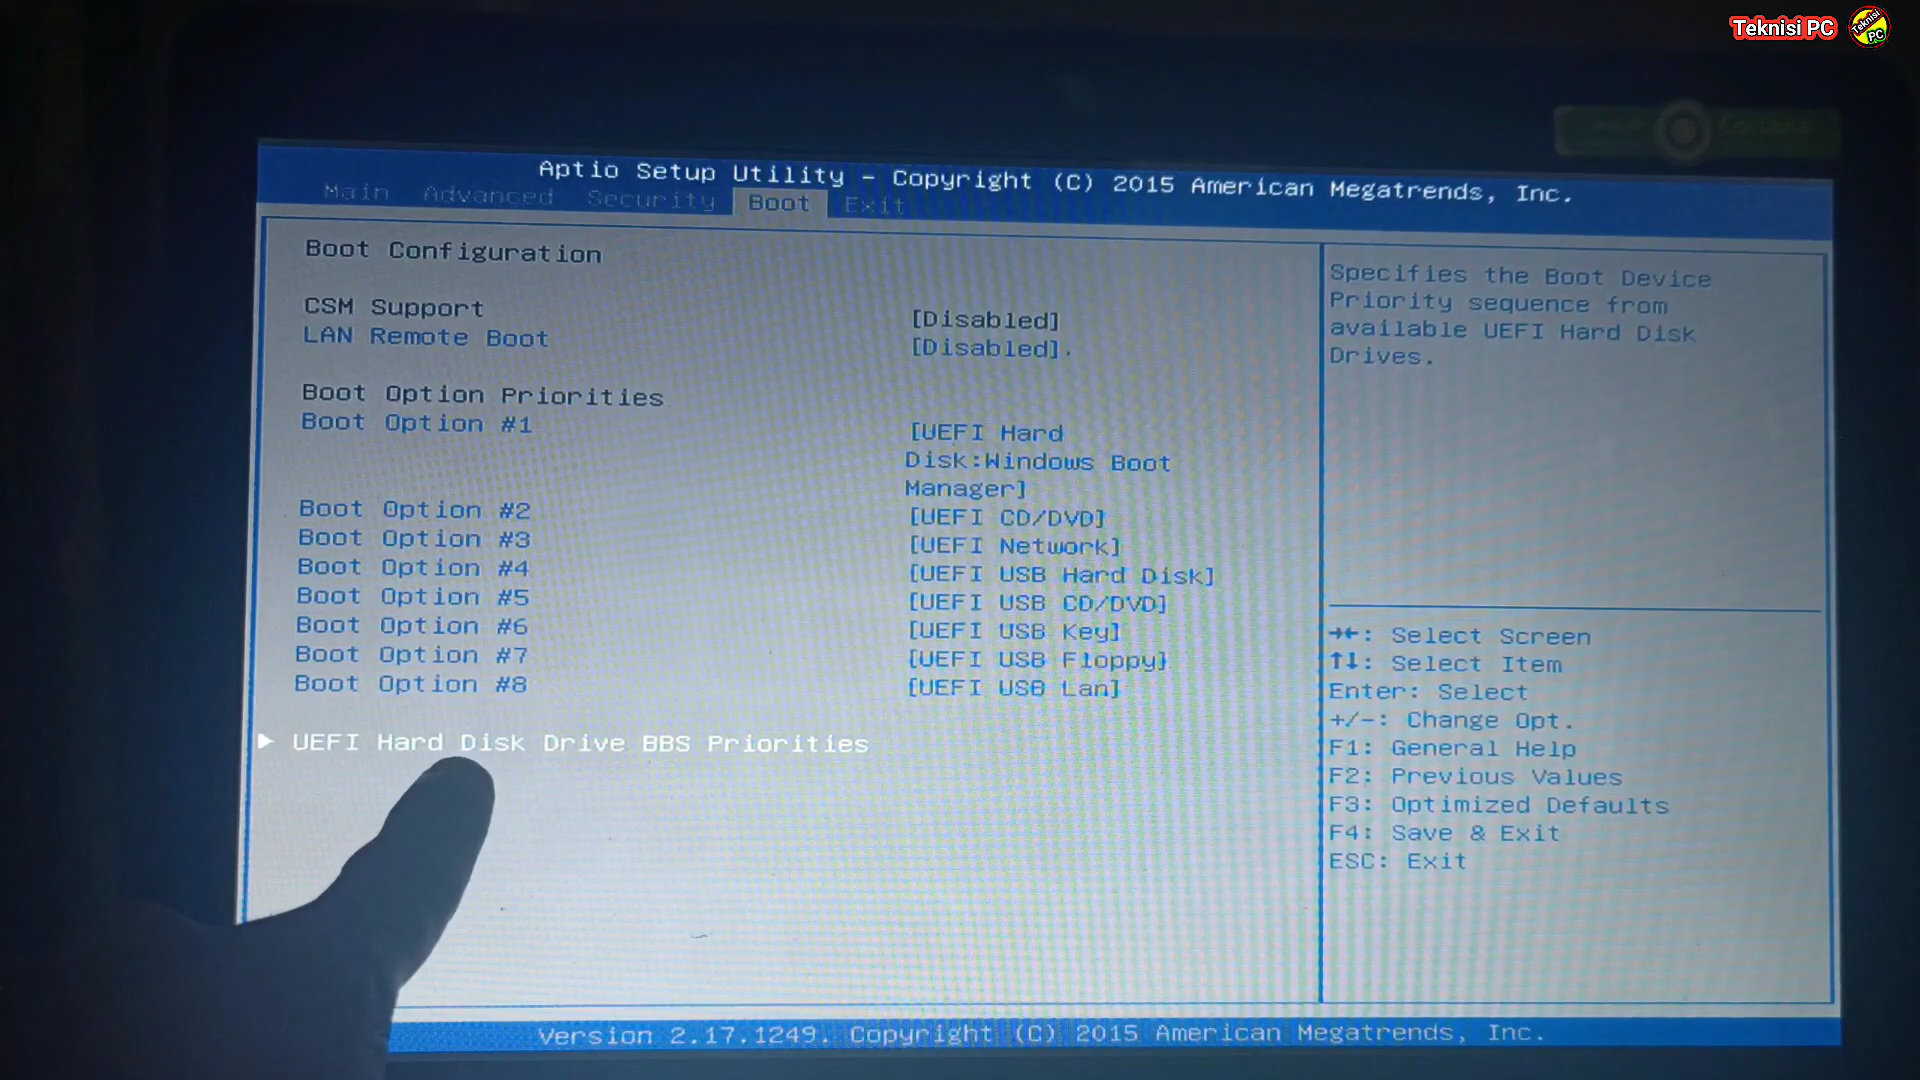 Teknisi PC
Teknisi
PC
Aptio Setup Utility - Copyright (C) 2015 American Megatrends, Inc.
Main Advanced Security Boot Exit
Boot Configuration
CSM Support [Disabled]
LAN Remote Boot [Disabled]
Boot Option Priorities
Boot Option #1 [UEFI Hard
Disk:Windows Boot
Manager]
Boot Option #2 [UEFI CD/DVD]
Boot Option #3 [UEFI Network]
Boot Option #4 [UEFI USB Hard Disk]
Boot Option #5 [UEFI USB CD/DVD]
Boot Option #6 [UEFI USB Key]
Boot Option #7 [UEFI USB Floppy]
Boot Option #8 [UEFI USB Lan]
UEFI Hard Disk Drive BBS Priorities
Specifies the Boot Device
Priority sequence from
available UEFI Hard Disk
Drives.
→←: Select Screen
↑↓: Select Item
Enter: Select
+/-: Change Opt.
F1: General Help
F2: Previous Values
F3: Optimized Defaults
F4: Save & Exit
ESC: Exit
Version 2.17.1249. Copyright (C) 2015 American Megatrends, Inc.